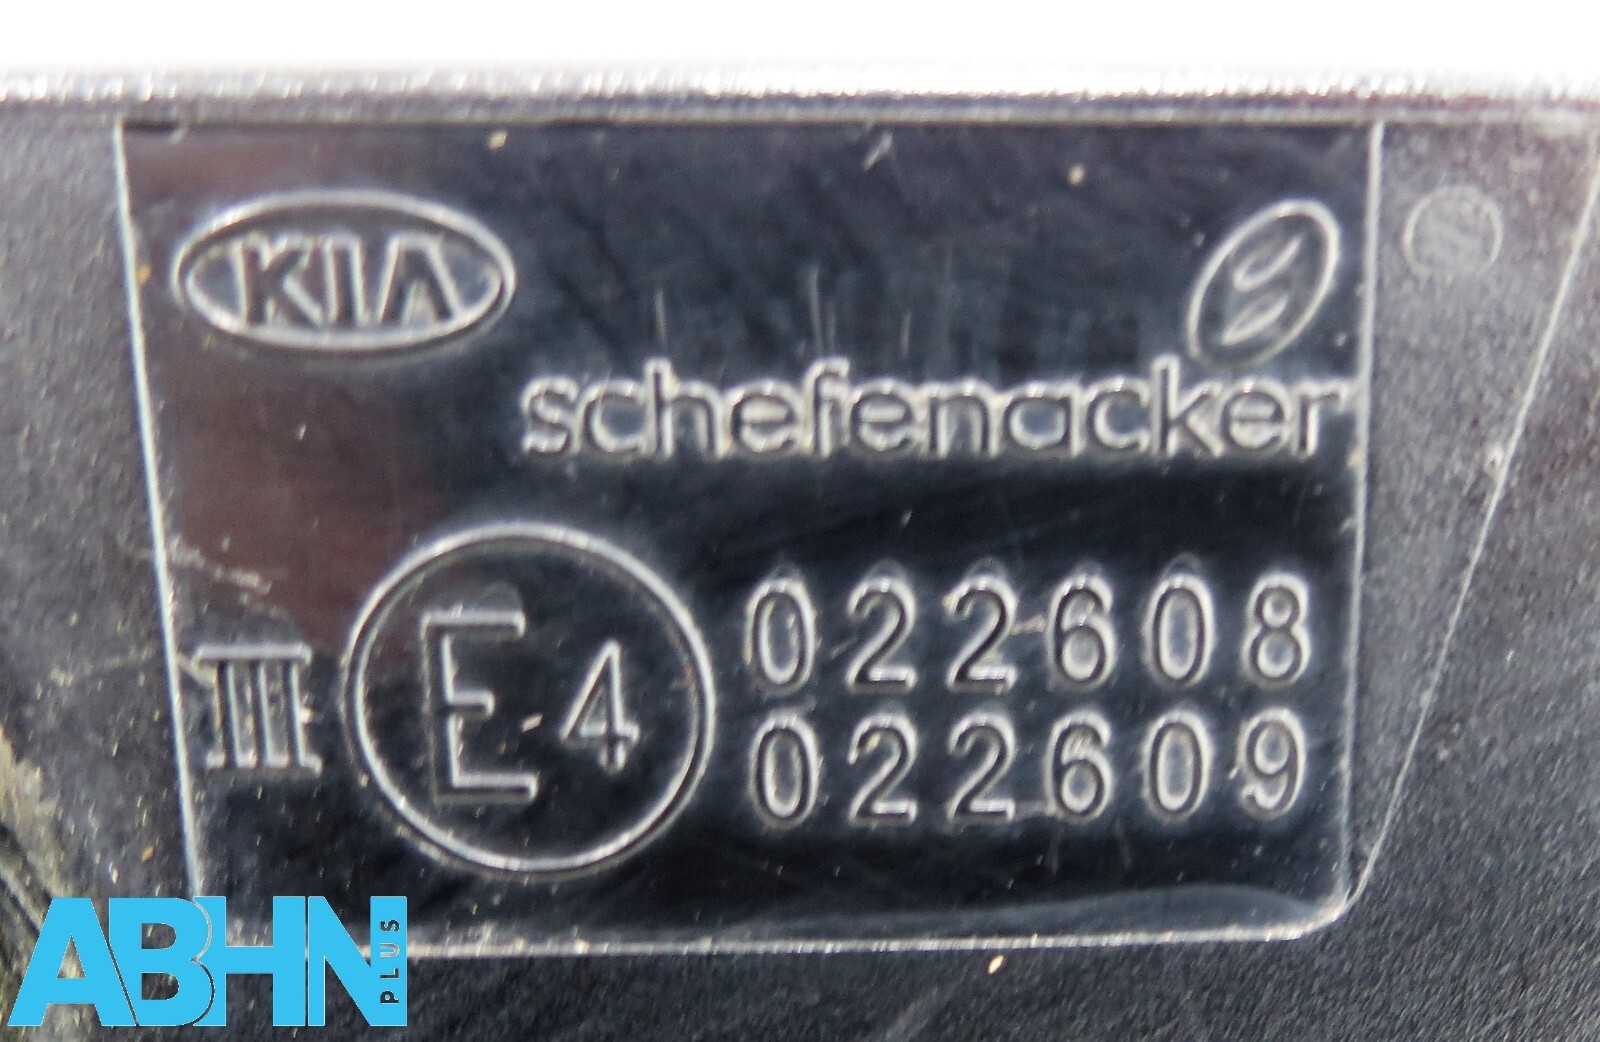 KIA
schefenacker
III E4 022608
022609
ABHN PLUS